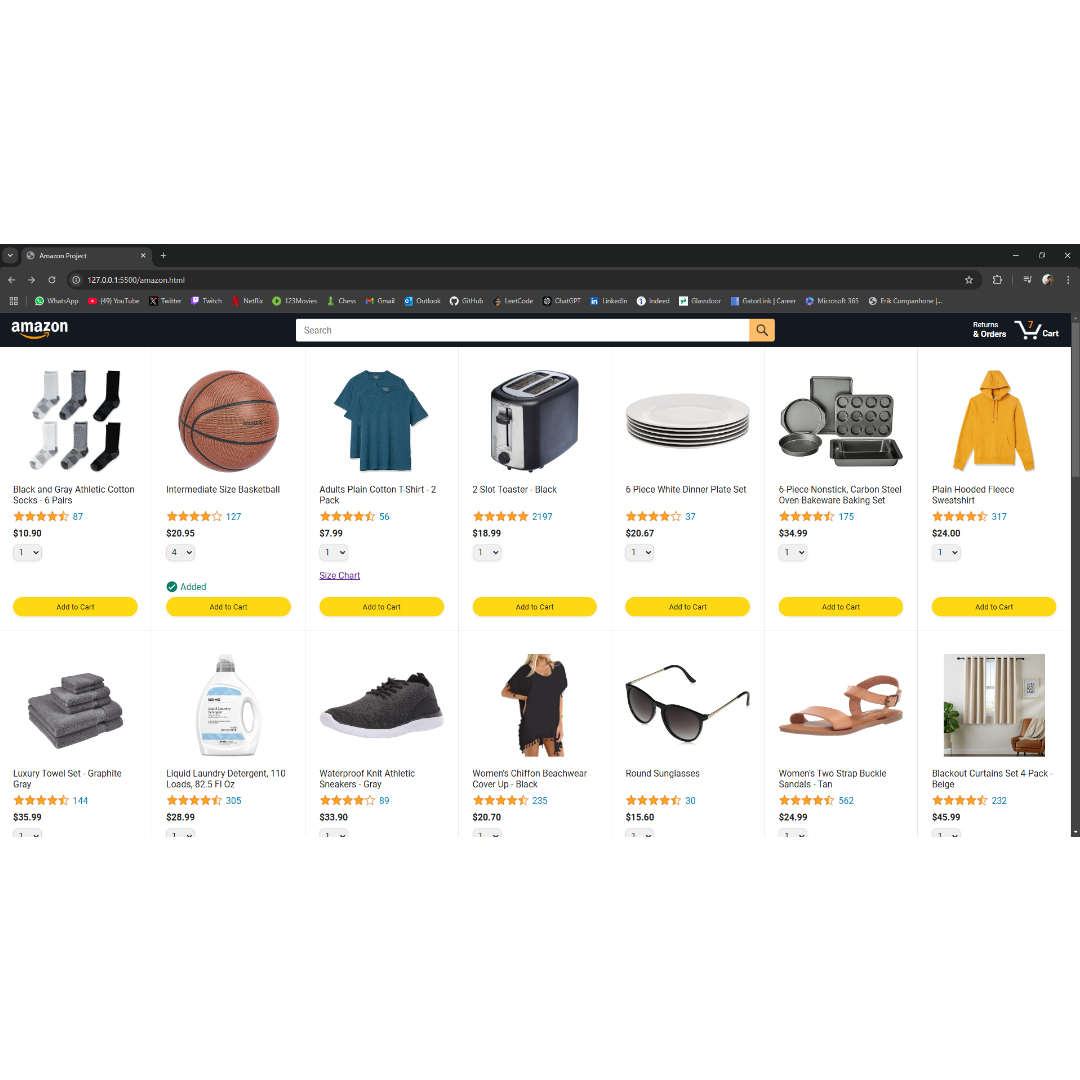 Amazon Project
127.0.0.1:5500/amazon.html
WhatsApp (49) YouTube Twitter Twitch Netflix 123Movies Chess Gmail Outlook GitHub LeetCode ChatGPT LinkedIn Indeed Glassdoor GatorLink | Career Microsoft 365 Erik Companhone |...
amazon
Search
Returns
& Orders
7
Cart
Black and Gray Athletic Cotton
Socks - 6 Pairs
87
$10.90
1
Add to Cart
Intermediate Size Basketball
127
$20.95
4
Added
Add to Cart
Adults Plain Cotton T-Shirt - 2
Pack
56
$7.99
1
Size Chart
Add to Cart
2 Slot Toaster - Black
2197
$18.99
1
Add to Cart
6 Piece White Dinner Plate Set
37
$20.67
1
Add to Cart
6-Piece Nonstick, Carbon Steel
Oven Bakeware Baking Set
175
$34.99
1
Add to Cart
Plain Hooded Fleece
Sweatshirt
317
$24.00
1
Add to Cart
Luxury Towel Set - Graphite
Gray
144
$35.99
1
Liquid Laundry Detergent, 110
Loads, 82.5 Fl Oz
305
$28.99
1
Waterproof Knit Athletic
Sneakers - Gray
89
$33.90
1
Women's Chiffon Beachwear
Cover Up - Black
235
$20.70
1
Round Sunglasses
30
$15.60
1
Women's Two Strap Buckle
Sandals - Tan
562
$24.99
1
Blackout Curtains Set 4-Pack -
Beige
232
$45.99
1